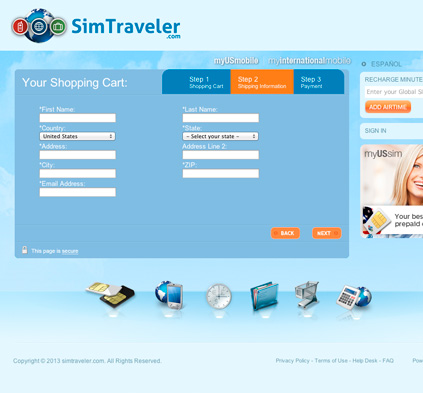 SimTraveler
.com
myUSmobile myinternationalmobile
ESPANOL
Your Shopping Cart:
Step 1
Shopping Cart
Step 2
Shipping Information
Step 3
Payment
RECHARGE MINUTE
Enter your Global Si
ADD AIRTIME
SIGN IN
*First Name:
*Last Name:
*Country:
*State:
United States
– Select your state –
*Address:
Address Line 2:
*City:
*ZIP:
*Email Address:
myUSsim
Your bes
prepaid c
BACK
NEXT
This page is secure
Copyright © 2013 simtraveler.com. All Rights Reserved.
Privacy Policy - Terms of Use - Help Desk - FAQ
Pow